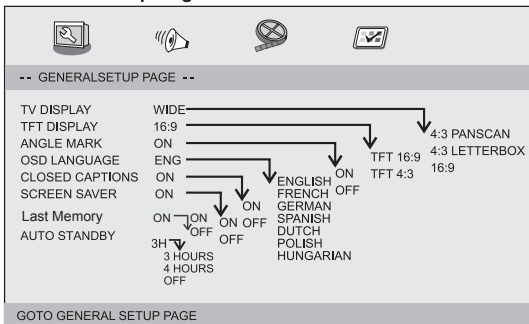 -- GENERALSETUP PAGE --
TV DISPLAY WIDE
TFT DISPLAY 16:9
ANGLE MARK ON
OSD LANGUAGE ENG
CLOSED CAPTIONS ON
SCREEN SAVER ON
Last Memory ON
AUTO STANDBY 3H
ON
OFF
3 HOURS
4 HOURS
OFF
ON
OFF
ON
OFF
ENGLISH
FRENCH
GERMAN
SPANISH
DUTCH
POLISH
HUNGARIAN
ON
OFF
TFT 16:9
TFT 4:3
4:3 PANSCAN
4:3 LETTERBOX
16:9
GOTO GENERAL SETUP PAGE